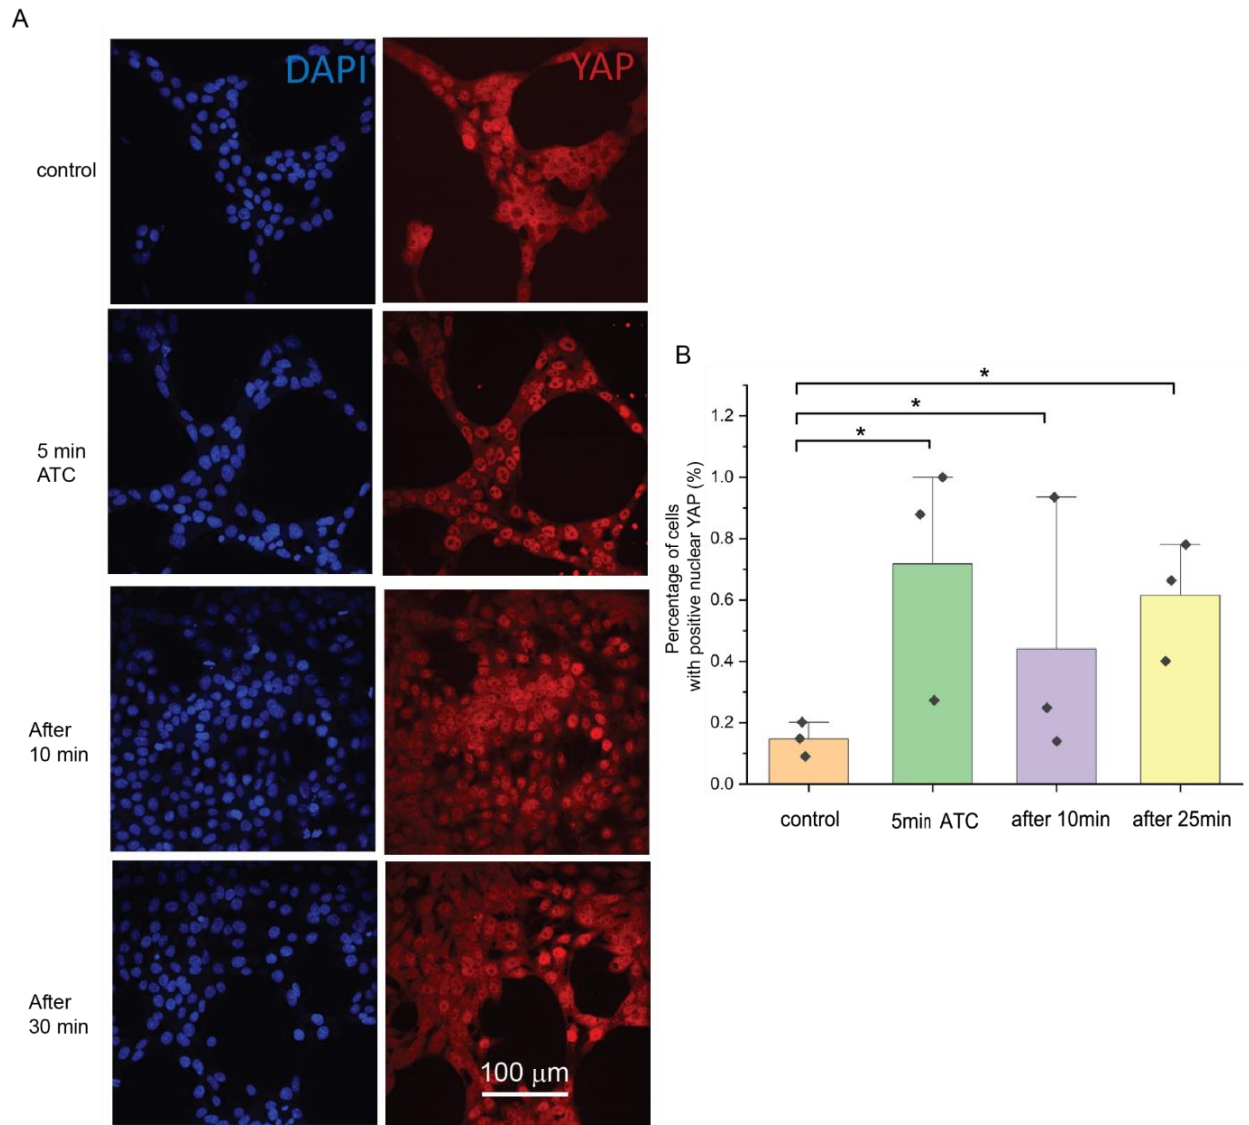 A
DAPI
YAP
control
5 min
ATC
After
10 min
After
30 min
100 μm
B
*
*
*
Percentage of cells
with positive nuclear YAP (%)
1.2
1.0
0.8
0.6
0.4
0.2
0.0
control
5min ATC
after 10min
after 25min